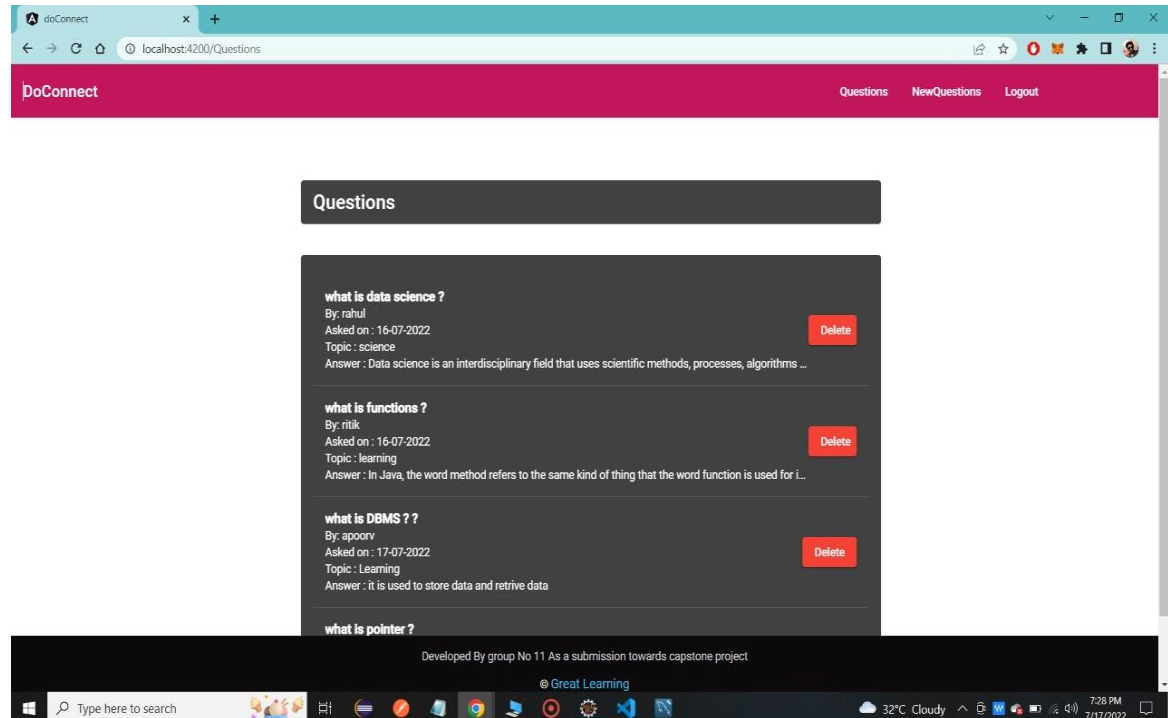 doConnect
localhost:4200/Questions
DoConnect
Questions NewQuestions Logout
Questions
what is data science ?
By: rahul
Asked on : 16-07-2022
Topic : science
Answer : Data science is an interdisciplinary field that uses scientific methods, processes, algorithms ...
Delete
what is functions ?
By: ritik
Asked on : 16-07-2022
Topic : learning
Answer : In Java, the word method refers to the same kind of thing that the word function is used for i...
Delete
what is DBMS ? ?
By: apoorv
Asked on : 17-07-2022
Topic : Learning
Answer : it is used to store data and retrive data
Delete
what is pointer ?
Developed By group No 11 As a submission towards capstone project
© Great Learning
Type here to search
32°C Cloudy
7:28 PM
7/17/2022